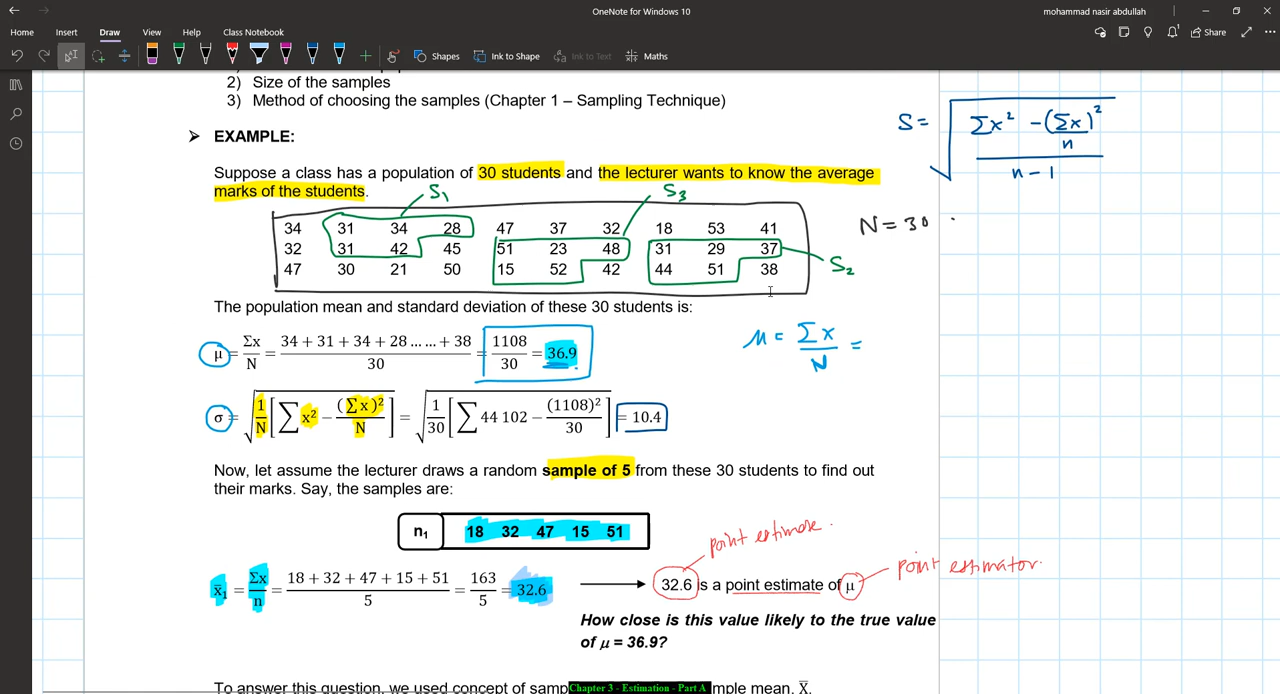 OneNote for Windows 10
mohammad nasir abdullah
Home Insert Draw View Help Class Notebook
Share
Shapes Ink to Shape Ink to Text Maths
2) Size of the samples
3) Method of choosing the samples (Chapter 1 – Sampling Technique)
➢ EXAMPLE:
S = √((Σx² - (Σx)²/n)/(n - 1))
Suppose a class has a population of 30 students and the lecturer wants to know the average
marks of the students.
S₁ S₃
34 31 34 28 47 37 32 18 53 41
32 31 42 45 51 23 48 31 29 37
47 30 21 50 15 52 42 44 51 38
N = 30
S₂
The population mean and standard deviation of these 30 students is:
μ = Σx/N = (34 + 31 + 34 + 28 ... ... + 38)/30 = 1108/30 = 36.9
μ = Σx/N =
σ = √(1/N [∑ x² − (∑ x)²/N]) = √(1/30 [∑ 44 102 − (1108)²/30]) = 10.4
Now, let assume the lecturer draws a random sample of 5 from these 30 students to find out
their marks. Say, the samples are:
n₁ 18 32 47 15 51
point estimate.
x̅₁ = Σx/n = (18 + 32 + 47 + 15 + 51)/5 = 163/5 = 32.6
32.6 is a point estimate of μ
point estimator.
How close is this value likely to the true value
of μ = 36.9?
To answer this question, we used concept of samp
Chapter 3 - Estimation - Part A
mple mean, X̅.